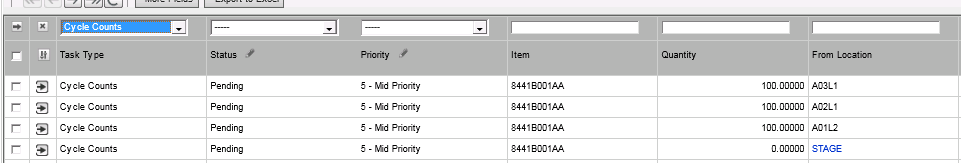 More Fields Export to Excel
Cycle Counts ----- -----
Task Type Status Priority Item Quantity From Location
Cycle Counts Pending 5 - Mid Priority 8441B001AA 100.00000 A03L1
Cycle Counts Pending 5 - Mid Priority 8441B001AA 100.00000 A02L1
Cycle Counts Pending 5 - Mid Priority 8441B001AA 100.00000 A01L2
Cycle Counts Pending 5 - Mid Priority 8441B001AA 0.00000 STAGE